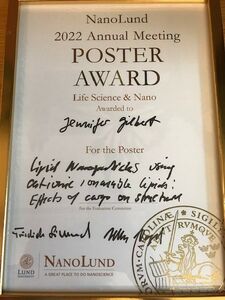 NanoLund
2022 Annual Meeting
POSTER
AWARD
Life Science & Nano
Awarded to
Jennifer Gilbert
For the Poster
Lipid Nanoparticles using
cationic ionizable lipids:
Effects of cargo on structure
For the Evaluation Committee
LUND
UNIVERSITY
NANOLUND
A GREAT PLACE TO DO NANOSCIENCE
SIGILL